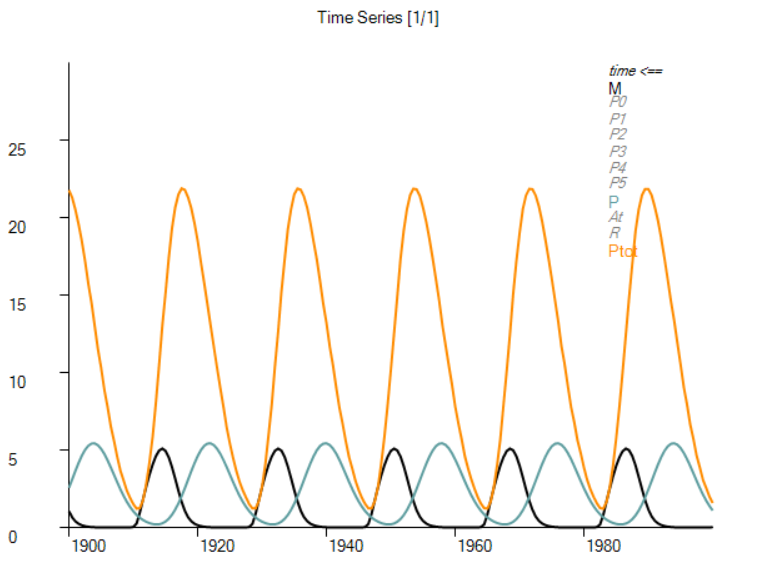 Time Series [1/1]
time <==
M
P0
P1
P2
P3
P4
P5
P
At
R
Ptot
25
20
15
10
5
0
1900 1920 1940 1960 1980